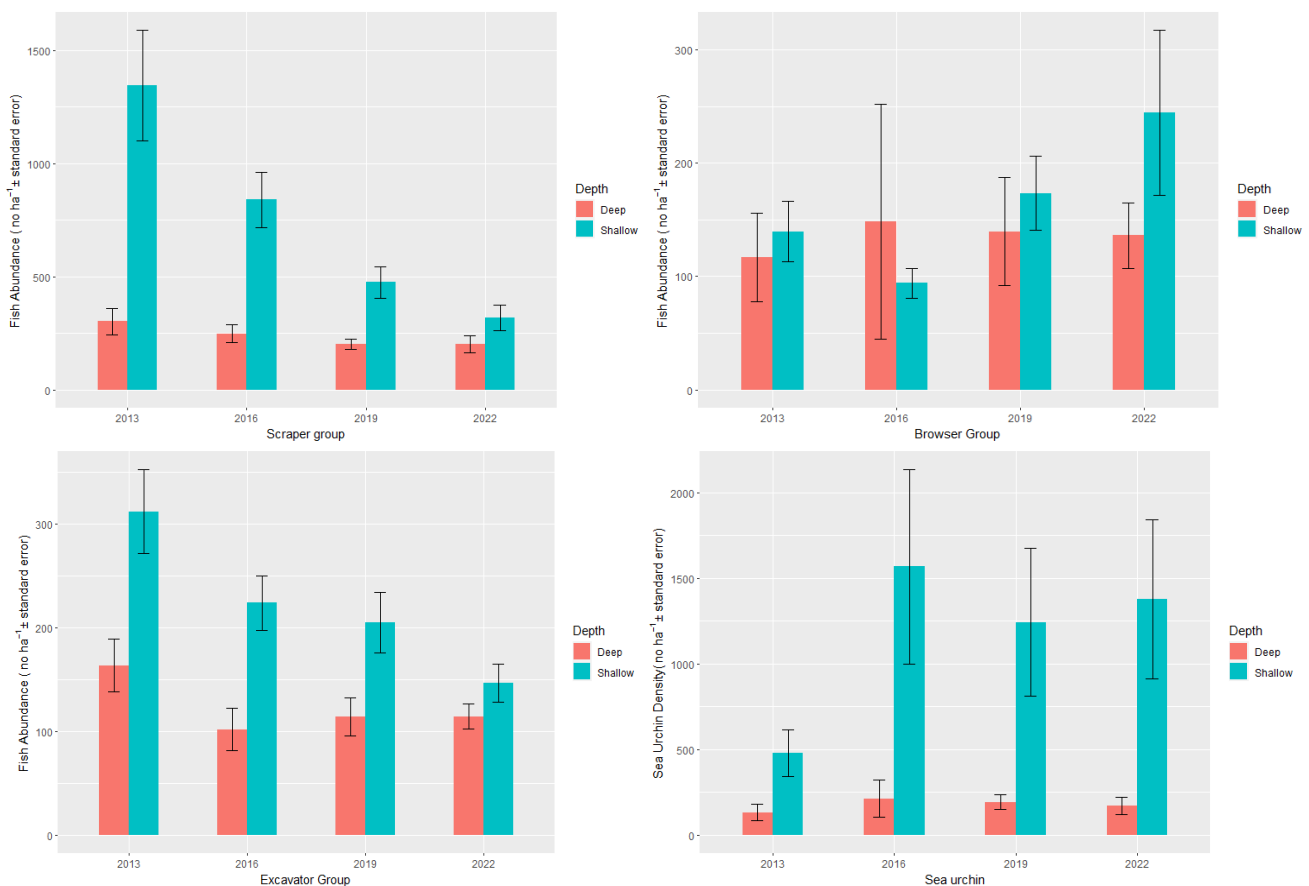 Fish Abundance ( no ha⁻¹ ± standard error)
1500
1000
500
0
2013 2016 2019 2022
Scraper group
Depth
Deep
Shallow
Fish Abundance ( no ha⁻¹ ± standard error)
300
200
100
0
2013 2016 2019 2022
Browser Group
Depth
Deep
Shallow
Fish Abundance ( no ha⁻¹ ± standard error)
300
200
100
0
2013 2016 2019 2022
Excavator Group
Depth
Deep
Shallow
Sea Urchin Density( no ha⁻¹ ± standard error)
2000
1500
1000
500
0
2013 2016 2019 2022
Sea urchin
Depth
Deep
Shallow